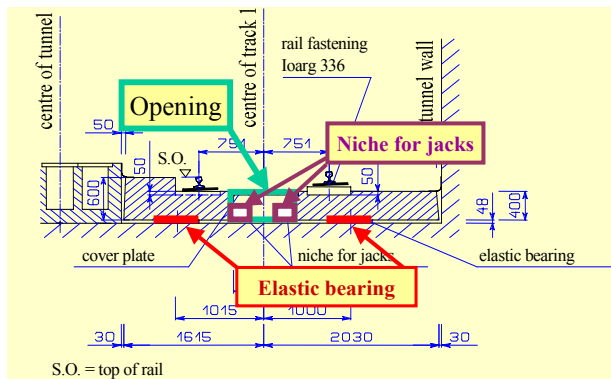 centre of tunnel
centre of track 1
rail fastening
Ioarg 336
tunnel wall
Opening
50
751
751
Niche for jacks
S.O.
50
50
600
48
400
cover plate
niche for jacks
elastic bearing
Elastic bearing
1015
1000
30
1615
2030
30
S.O. = top of rail